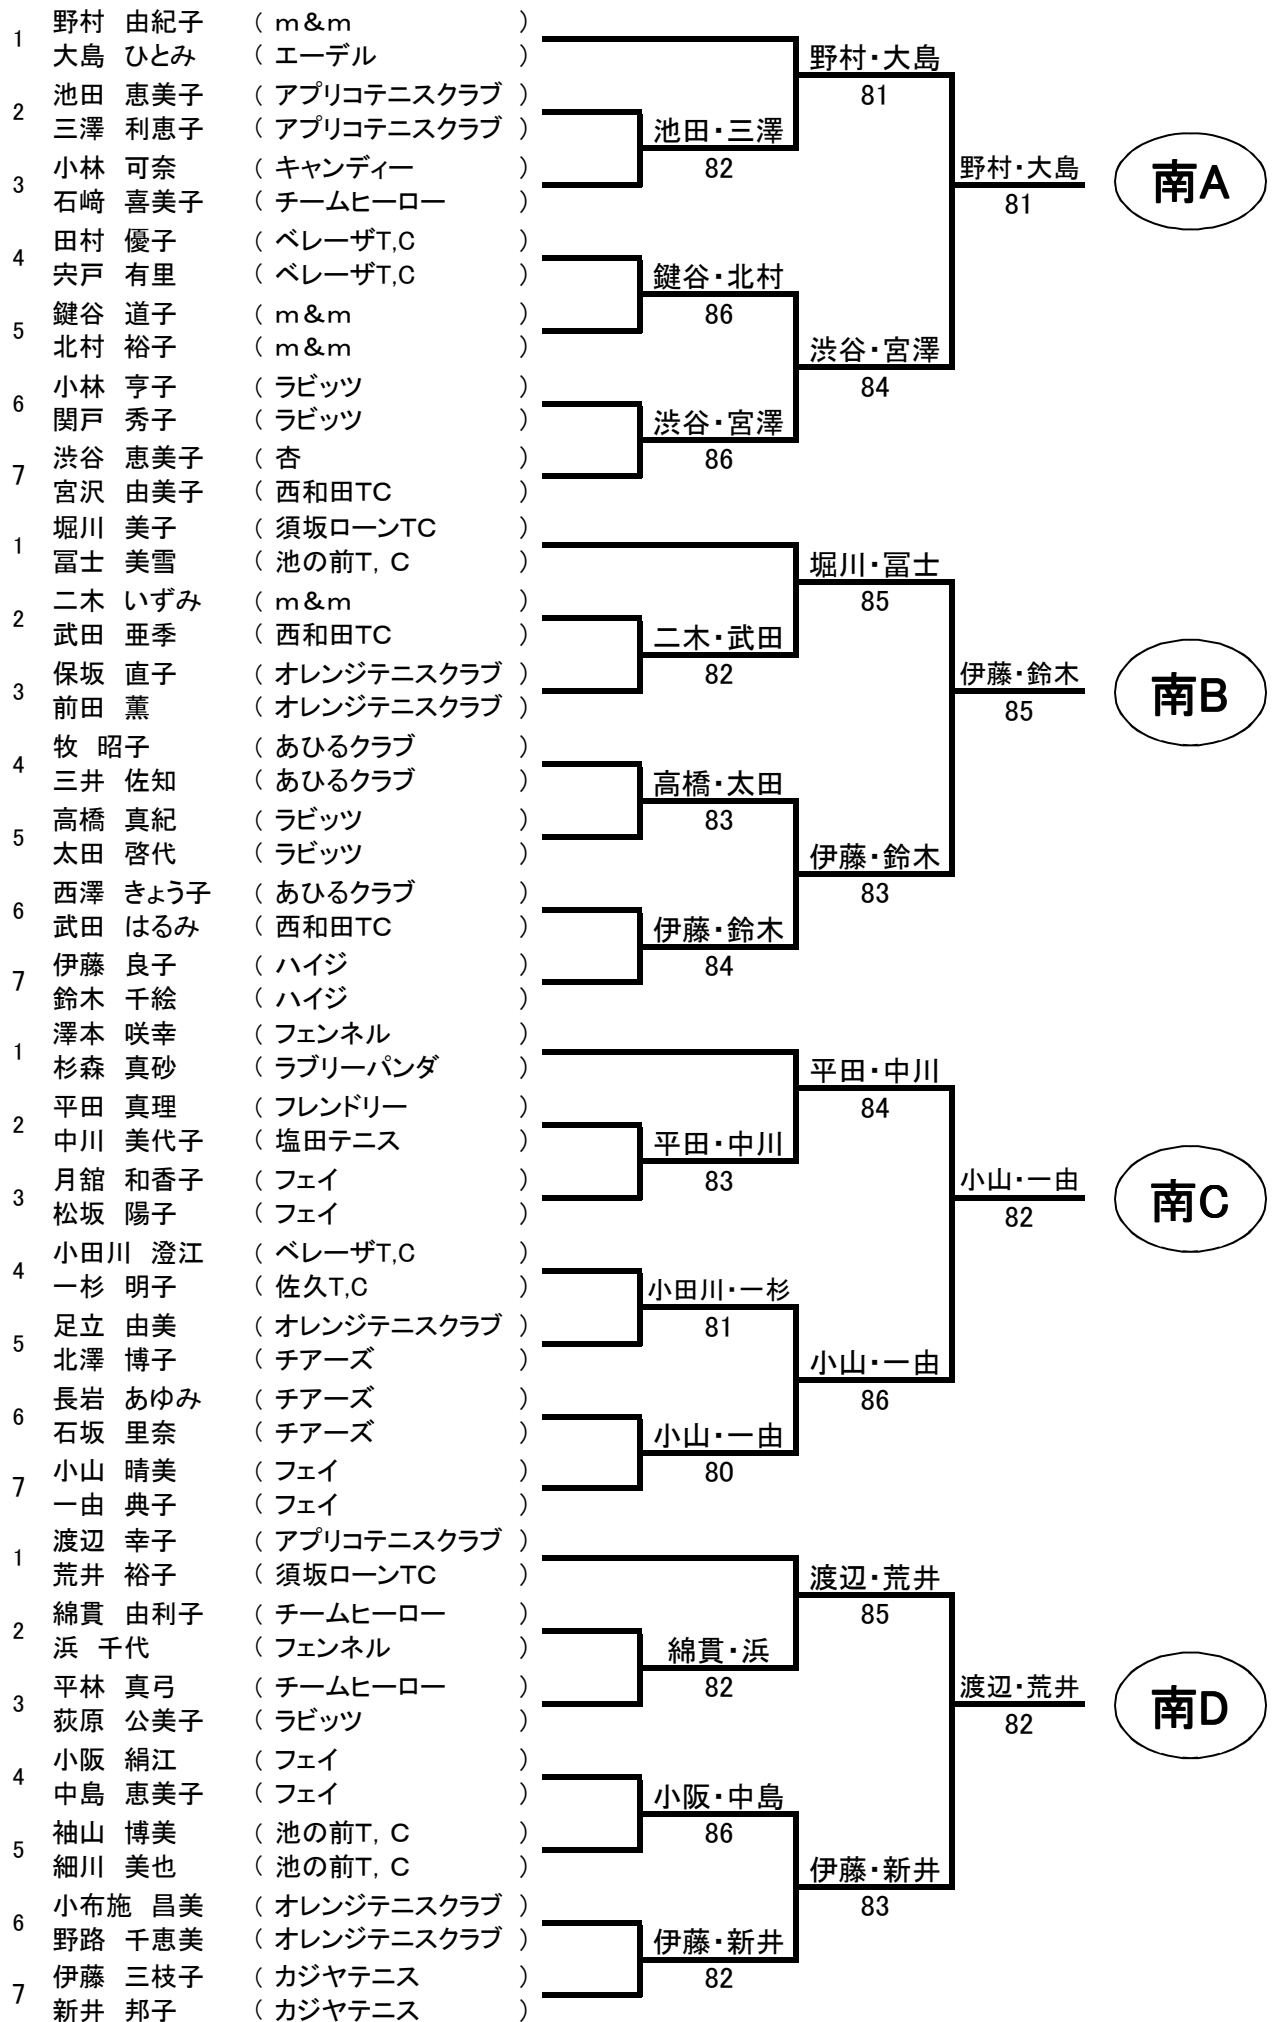 1 野村 由紀子 ( m&m )
大島 ひとみ ( エーデル )
2 池田 恵美子 ( アプリコテニスクラブ )
三澤 利恵子 ( アプリコテニスクラブ )
3 小林 可奈 ( キャンディー )
石﨑 喜美子 ( チームヒーロー )
4 田村 優子 ( ベレーザT,C )
宍戸 有里 ( ベレーザT,C )
5 鍵谷 道子 ( m&m )
北村 裕子 ( m&m )
6 小林 亨子 ( ラビッツ )
関戸 秀子 ( ラビッツ )
7 渋谷 恵美子 ( 杏 )
宮沢 由美子 ( 西和田TC )
野村・大島
81
池田・三澤
82
野村・大島
81
南A
鍵谷・北村
86
渋谷・宮澤
84
渋谷・宮澤
86
1 堀川 美子 ( 須坂ローンTC )
冨士 美雪 ( 池の前T, C )
2 二木 いずみ ( m&m )
武田 亜季 ( 西和田TC )
3 保坂 直子 ( オレンジテニスクラブ )
前田 薫 ( オレンジテニスクラブ )
4 牧 昭子 ( あひるクラブ )
三井 佐知 ( あひるクラブ )
5 高橋 真紀 ( ラビッツ )
太田 啓代 ( ラビッツ )
6 西澤 きょう子 ( あひるクラブ )
武田 はるみ ( 西和田TC )
7 伊藤 良子 ( ハイジ )
鈴木 千絵 ( ハイジ )
堀川・冨士
85
二木・武田
82
伊藤・鈴木
85
南B
高橋・太田
83
伊藤・鈴木
83
伊藤・鈴木
84
1 澤本 咲幸 ( フェンネル )
杉森 真砂 ( ラブリーパンダ )
2 平田 真理 ( フレンドリー )
中川 美代子 ( 塩田テニス )
3 月舘 和香子 ( フェイ )
松坂 陽子 ( フェイ )
4 小田川 澄江 ( ベレーザT,C )
一杉 明子 ( 佐久T,C )
5 足立 由美 ( オレンジテニスクラブ )
北澤 博子 ( チアーズ )
6 長岩 あゆみ ( チアーズ )
石坂 里奈 ( チアーズ )
7 小山 晴美 ( フェイ )
一由 典子 ( フェイ )
平田・中川
84
平田・中川
83
小山・一由
82
南C
小田川・一杉
81
小山・一由
86
小山・一由
80
1 渡辺 幸子 ( アプリコテニスクラブ )
荒井 裕子 ( 須坂ローンTC )
2 綿貫 由利子 ( チームヒーロー )
浜 千代 ( フェンネル )
3 平林 真弓 ( チームヒーロー )
荻原 公美子 ( ラビッツ )
4 小阪 絹江 ( フェイ )
中島 恵美子 ( フェイ )
5 袖山 博美 ( 池の前T, C )
細川 美也 ( 池の前T, C )
6 小布施 昌美 ( オレンジテニスクラブ )
野路 千恵美 ( オレンジテニスクラブ )
7 伊藤 三枝子 ( カジヤテニス )
新井 邦子 ( カジヤテニス )
渡辺・荒井
85
綿貫・浜
82
渡辺・荒井
82
南D
小阪・中島
86
伊藤・新井
83
伊藤・新井
82